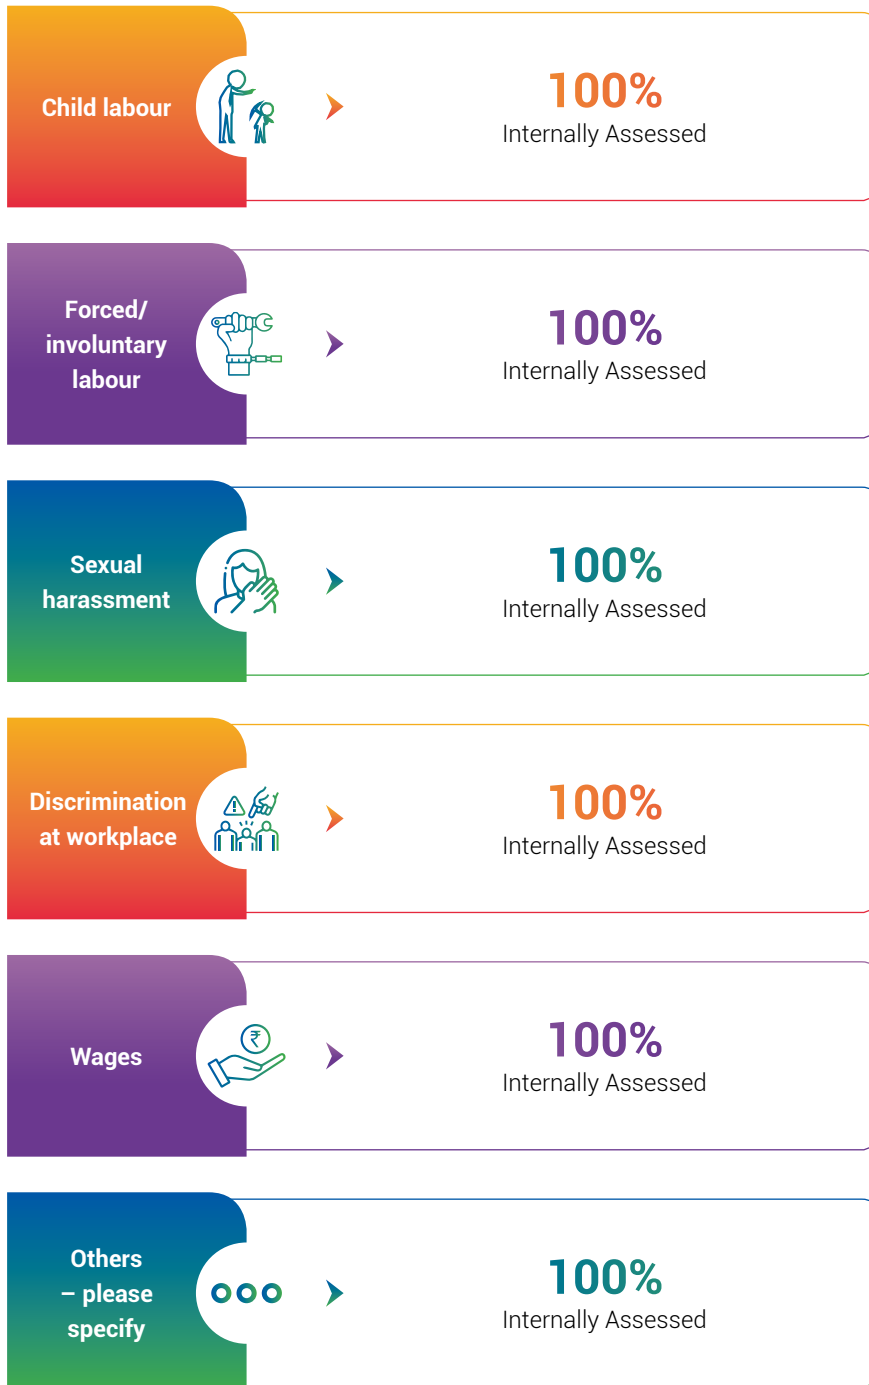 Child labour
100%
Internally Assessed
Forced/
involuntary
labour
100%
Internally Assessed
Sexual
harassment
100%
Internally Assessed
Discrimination
at workplace
100%
Internally Assessed
Wages
₹
100%
Internally Assessed
Others
– please
specify
100%
Internally Assessed